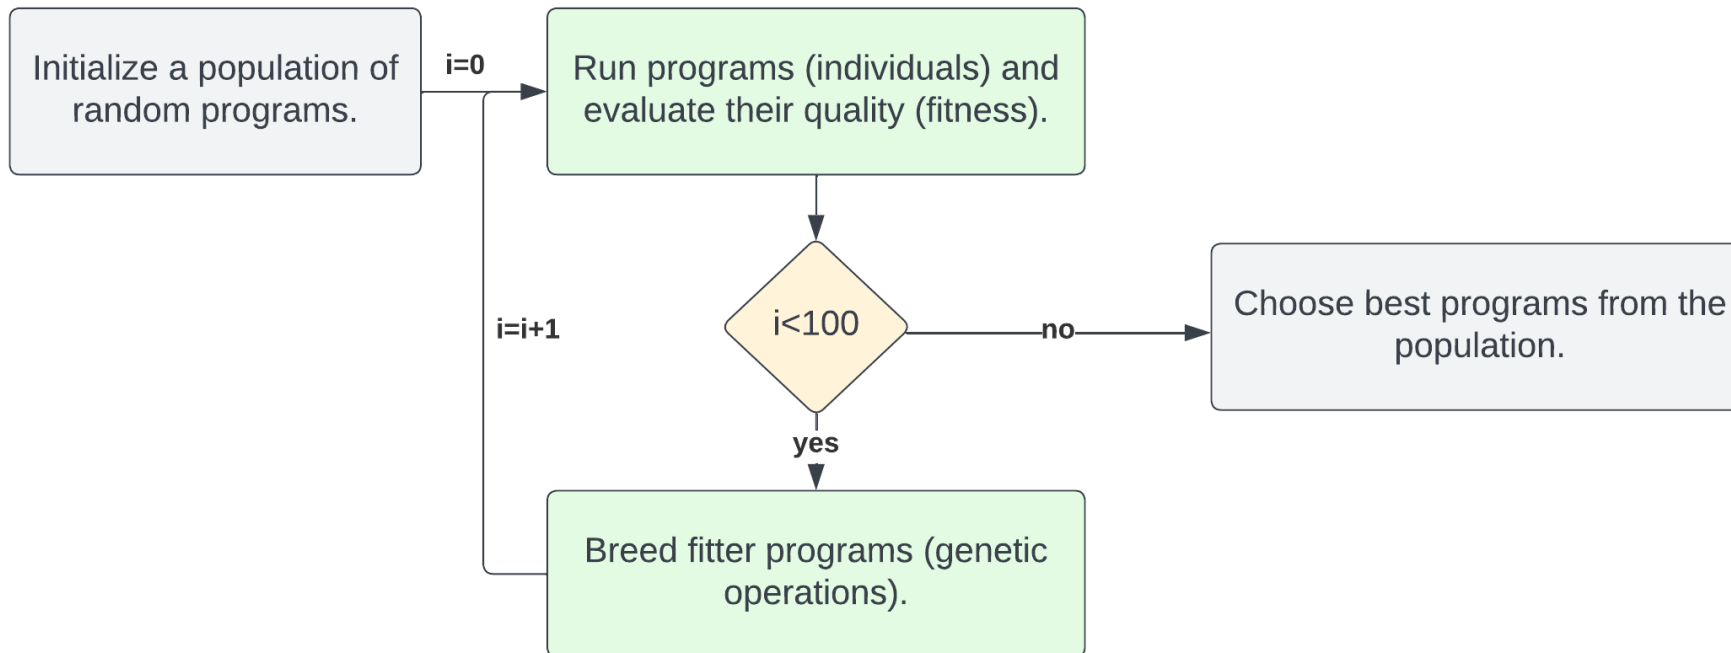 Initialize a population of
random programs.
i=0
Run programs (individuals) and
evaluate their quality (fitness).
i=i+1
i<100
no
Choose best programs from the
population.
yes
Breed fitter programs (genetic
operations).